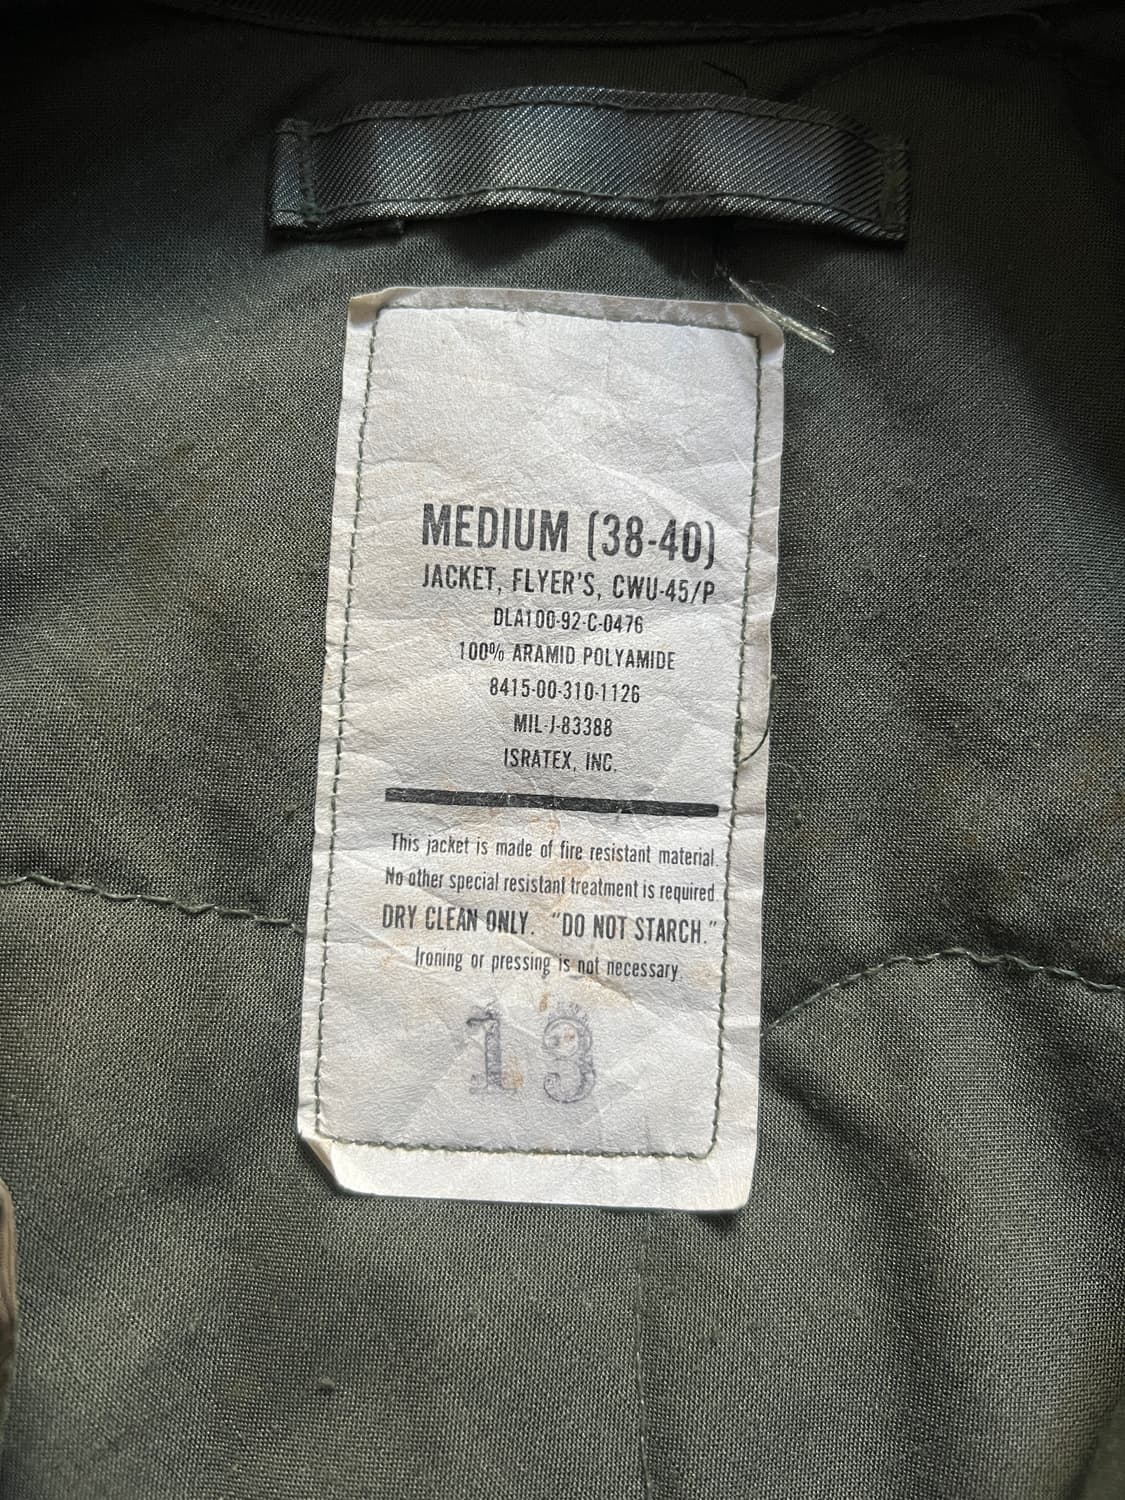 MEDIUM (38-40)
JACKET, FLYER'S, CWU-45/P
DLA100-92-C-0476
100% ARAMID POLYAMIDE
8415-00-310-1126
MIL-J-83388
ISRATEX, INC.
This jacket is made of fire resistant material.
No other special resistant treatment is required.
DRY CLEAN ONLY. "DO NOT STARCH."
Ironing or pressing is not necessary.
13